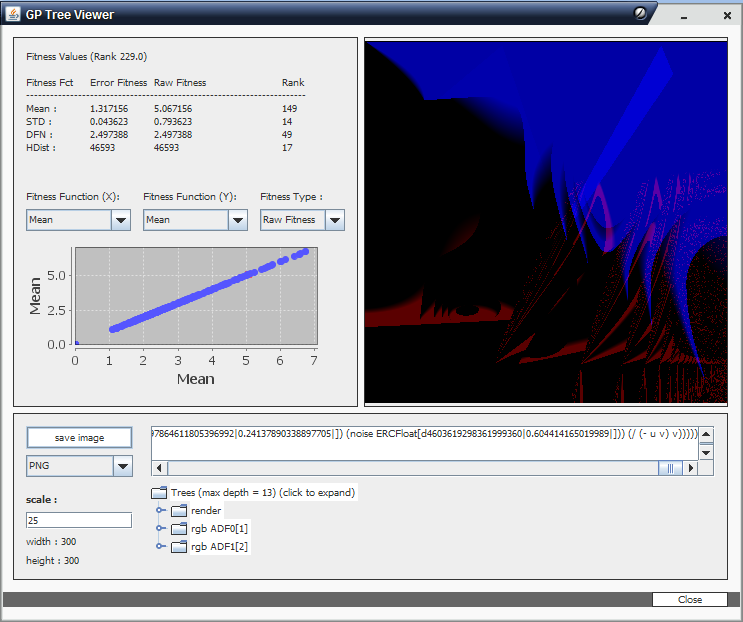 GP Tree Viewer
Fitness Values (Rank 229.0)
Fitness Fct Error Fitness Raw Fitness Rank
Mean : 1.317156 5.067156 149
STD : 0.043623 0.793623 14
DFN : 2.497388 2.497388 49
HDist : 46593 46593 17
Fitness Function (X): Fitness Function (Y): Fitness Type :
Mean Mean Raw Fitness
5.0
2.5
0.0
Mean
0 1 2 3 4 5 6 7
Mean
save image
PNG
scale :
25
width : 300
height : 300
97864611805396992|0.24137890338897705|]) (noise ERCFloat[d4603619298361999360|0.604414165019989|])) (/ (- u v) v)))))
Trees (max depth = 13) (click to expand)
render
rgb ADF0[1]
rgb ADF1[2]
Close